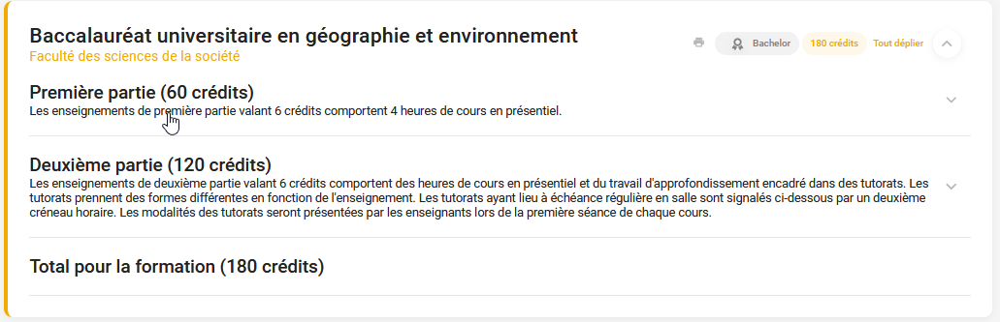 Baccalauréat universitaire en géographie et environnement
Faculté des sciences de la société
Bachelor
180 crédits
Tout déplier
Première partie (60 crédits)
Les enseignements de première partie valant 6 crédits comportent 4 heures de cours en présentiel.
Deuxième partie (120 crédits)
Les enseignements de deuxième partie valant 6 crédits comportent des heures de cours en présentiel et du travail d'approfondissement encadré dans des tutorats. Les
tutorats prennent des formes différentes en fonction de l'enseignement. Les tutorats ayant lieu à échéance régulière en salle sont signalés ci-dessous par un deuxième
créneau horaire. Les modalités des tutorats seront présentées par les enseignants lors de la première séance de chaque cours.
Total pour la formation (180 crédits)